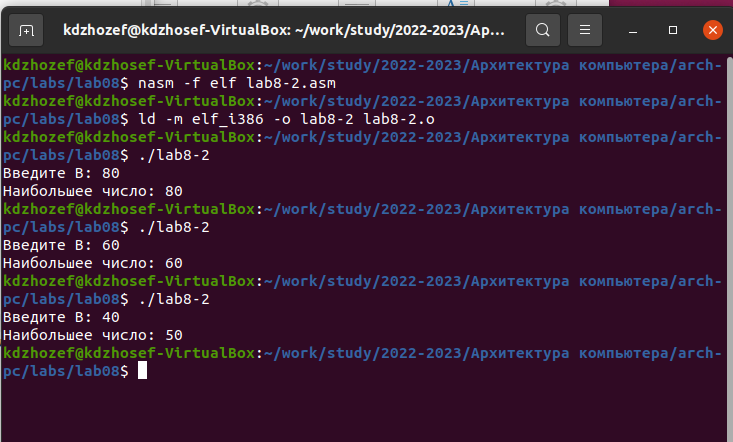 kdzhozef@kdzhosef-VirtualBox: ~/work/study/2022-2023/Ар...
kdzhozef@kdzhosef-VirtualBox:~/work/study/2022-2023/Архитектура компьютера/arch-
pc/labs/lab08$ nasm -f elf lab8-2.asm
kdzhozef@kdzhosef-VirtualBox:~/work/study/2022-2023/Архитектура компьютера/arch-
pc/labs/lab08$ ld -m elf_i386 -o lab8-2 lab8-2.o
kdzhozef@kdzhosef-VirtualBox:~/work/study/2022-2023/Архитектура компьютера/arch-
pc/labs/lab08$ ./lab8-2
Введите B: 80
Наибольшее число: 80
kdzhozef@kdzhosef-VirtualBox:~/work/study/2022-2023/Архитектура компьютера/arch-
pc/labs/lab08$ ./lab8-2
Введите B: 60
Наибольшее число: 60
kdzhozef@kdzhosef-VirtualBox:~/work/study/2022-2023/Архитектура компьютера/arch-
pc/labs/lab08$ ./lab8-2
Введите B: 40
Наибольшее число: 50
kdzhozef@kdzhosef-VirtualBox:~/work/study/2022-2023/Архитектура компьютера/arch-
pc/labs/lab08$